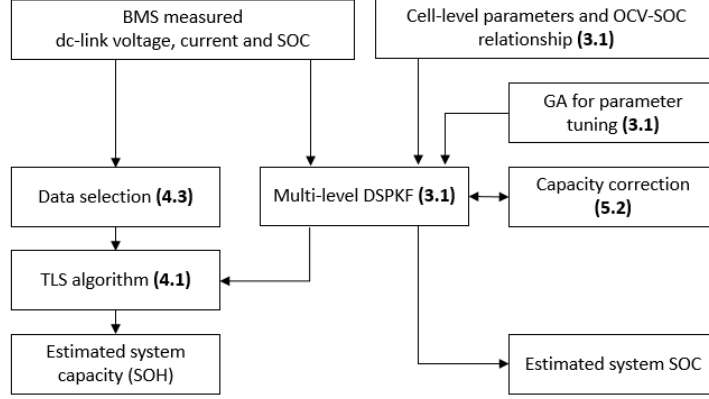 BMS measured
dc-link voltage, current and SOC
Cell-level parameters and OCV-SOC
relationship (3.1)
GA for parameter
tuning (3.1)
Data selection (4.3)
Multi-level DSPKF (3.1)
Capacity correction
(5.2)
TLS algorithm (4.1)
Estimated system
capacity (SOH)
Estimated system SOC